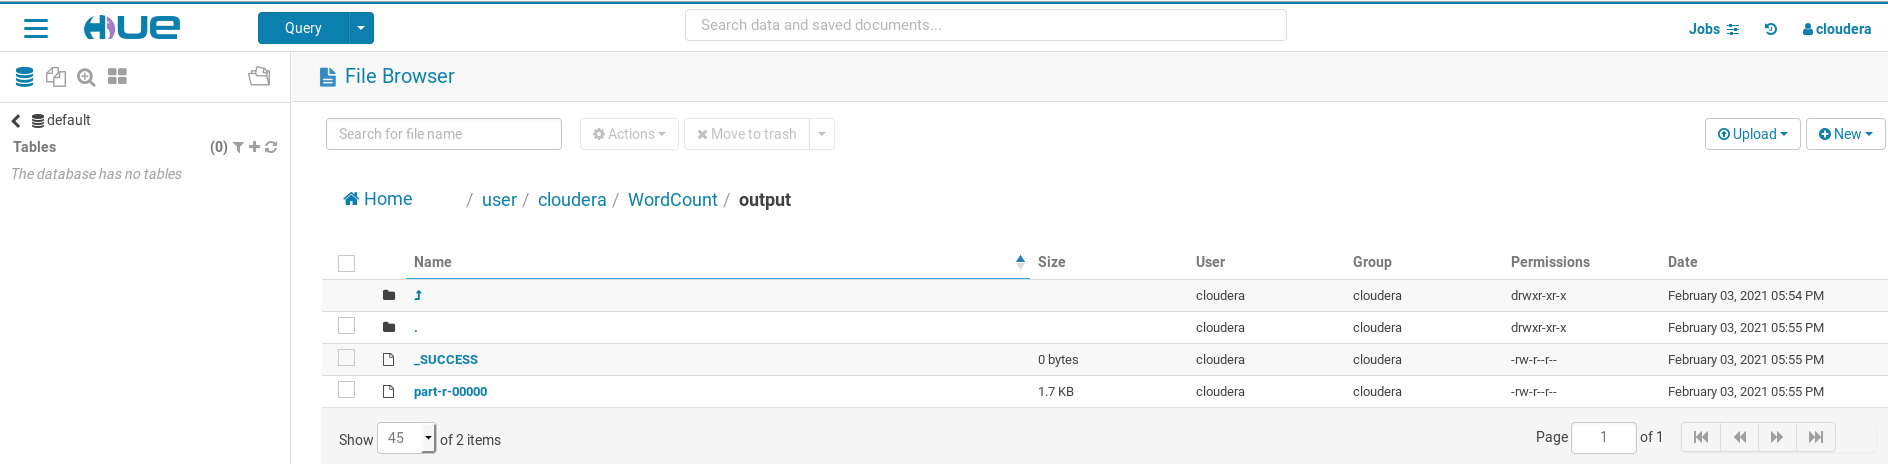 HUE Query Search data and saved documents... Jobs cloudera
File Browser
default
Tables (0)
The database has no tables
Search for file name Actions Move to trash Upload New
Home / user / cloudera / WordCount / output
Name Size User Group Permissions Date
cloudera cloudera drwxr-xr-x February 03, 2021 05:54 PM
. cloudera cloudera drwxr-xr-x February 03, 2021 05:55 PM
_SUCCESS 0 bytes cloudera cloudera -rw-r--r-- February 03, 2021 05:55 PM
part-r-00000 1.7 KB cloudera cloudera -rw-r--r-- February 03, 2021 05:55 PM
Show 45 of 2 items Page 1 of 1